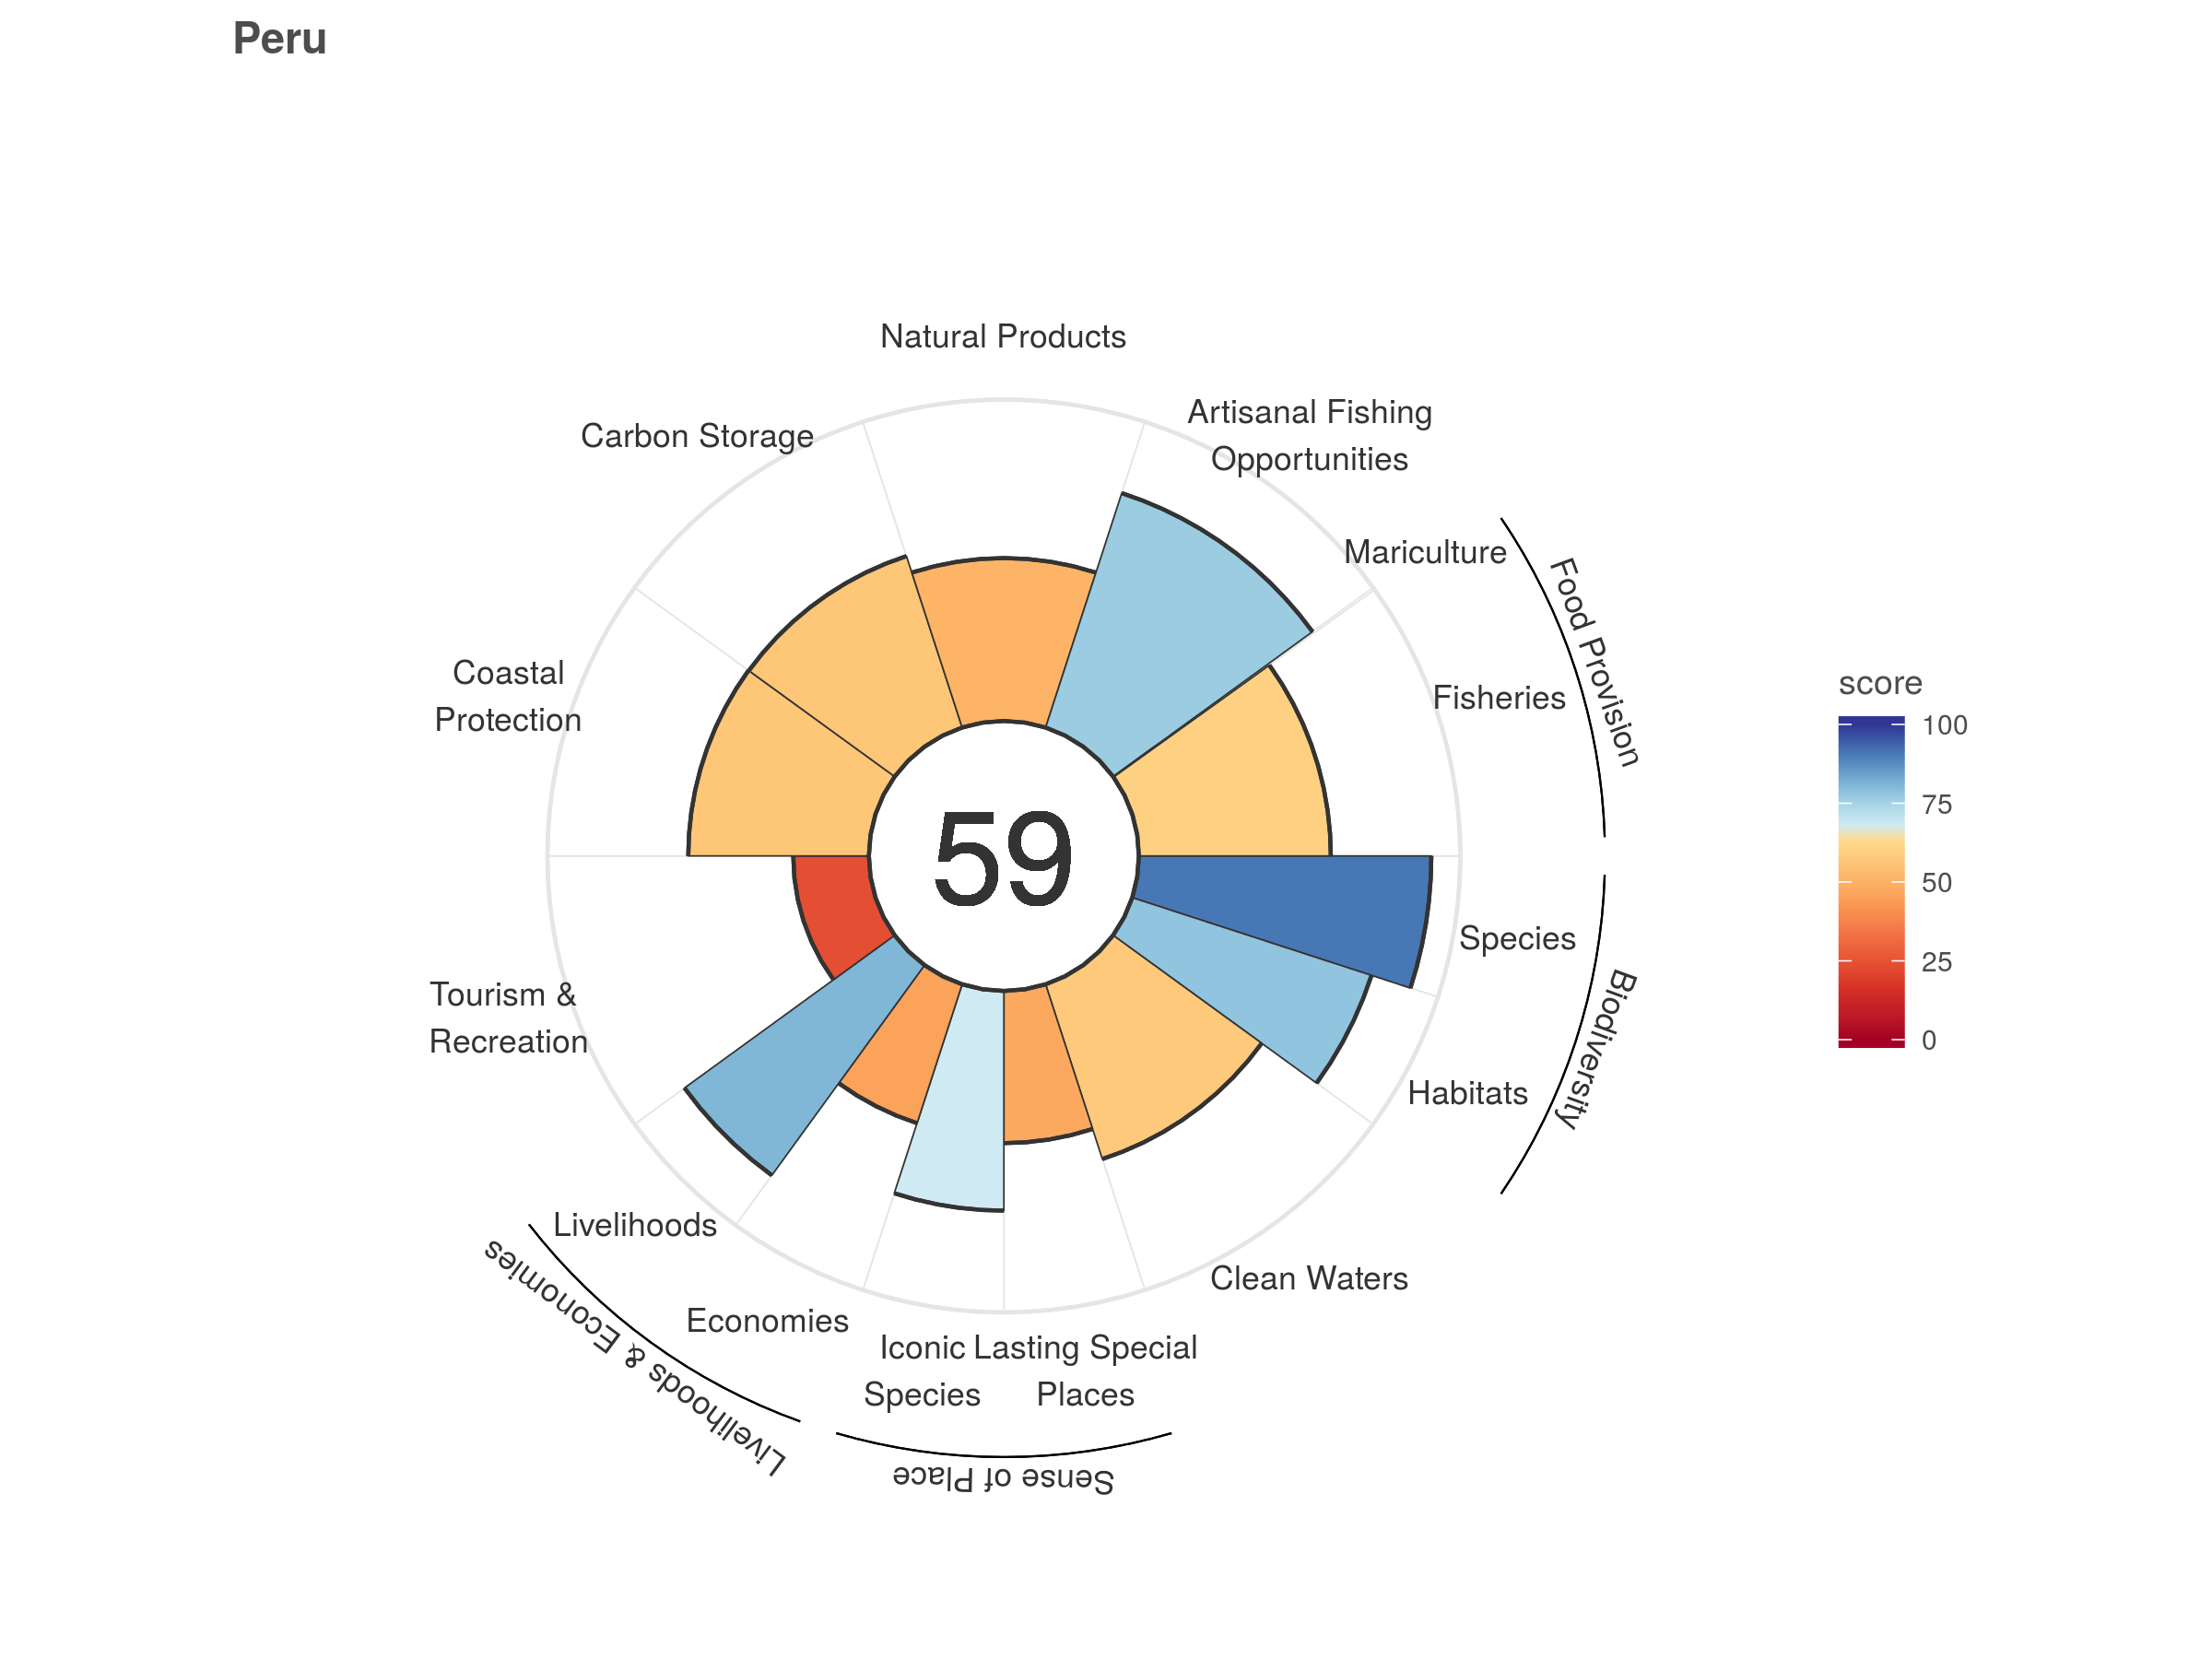 Peru
Natural Products
Artisanal Fishing
Opportunities
Carbon Storage
Mariculture
Food Provision
Fisheries
Coastal
Protection
score
100
75
50
25
0
59
Species
Biodiversity
Habitats
Tourism &
Recreation
Livelihoods
Livelihoods & Economies
Economies
Clean Waters
Iconic
Species
Lasting Special
Places
Sense of Place